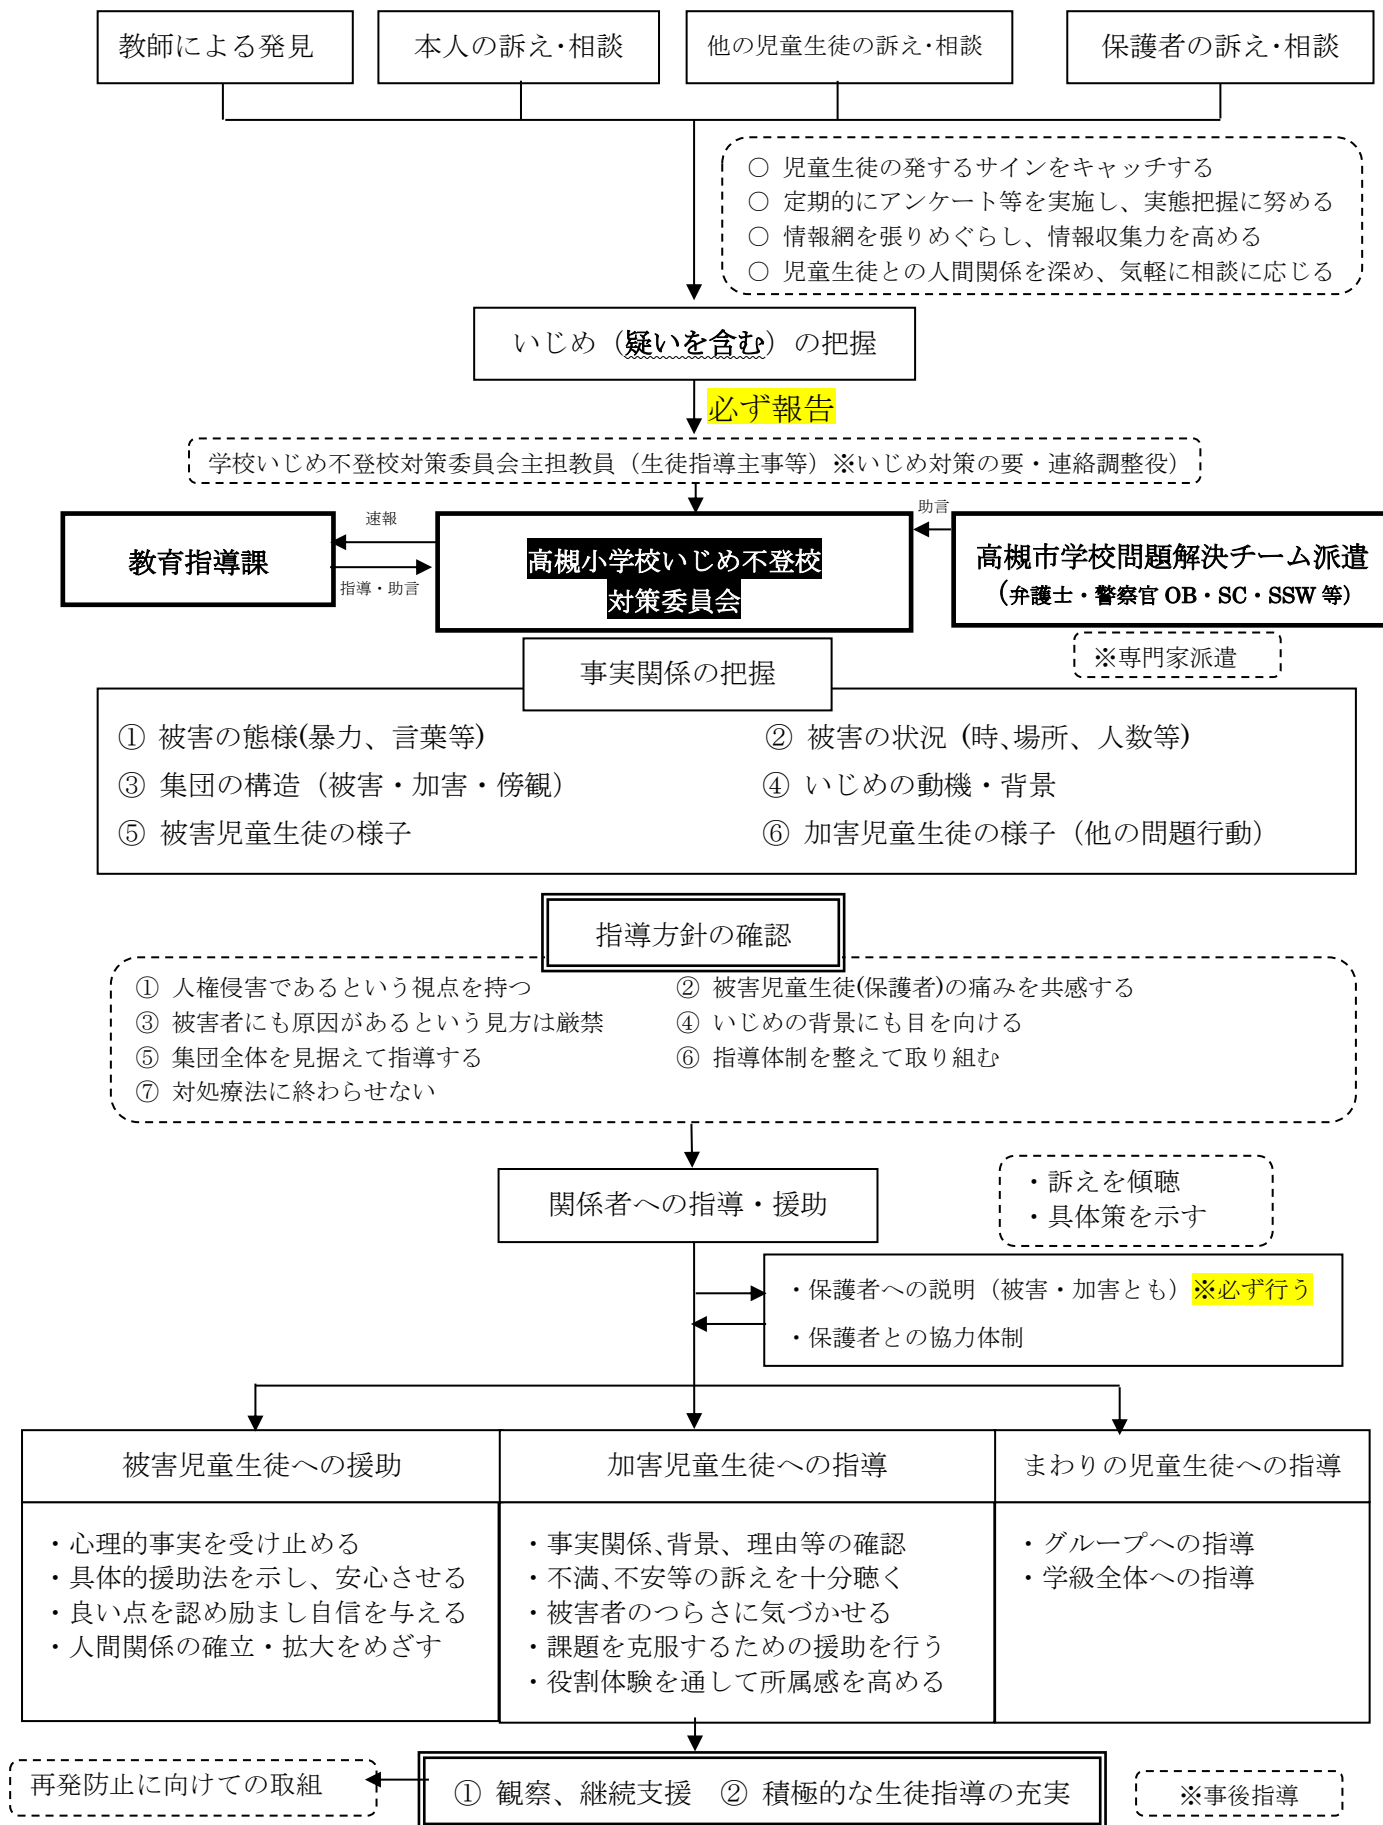 教師による発見
本人の訴え・相談
他の児童生徒の訴え・相談
保護者の訴え・相談
○ 児童生徒の発するサインをキャッチする
○ 定期的にアンケート等を実施し、実態把握に努める
○ 情報網を張りめぐらし、情報収集力を高める
○ 児童生徒との人間関係を深め、気軽に相談に応じる
いじめ（疑いを含む）の把握
必ず報告
学校いじめ不登校対策委員会主担教員（生徒指導主事等）※いじめ対策の要・連絡調整役）
教育指導課
速報
指導・助言
高槻小学校いじめ不登校
対策委員会
助言
高槻市学校問題解決チーム派遣
（弁護士・警察官 OB・SC・SSW 等）
※専門家派遣
事実関係の把握
① 被害の態様(暴力、言葉等)
② 被害の状況 (時、場所、人数等)
③ 集団の構造（被害・加害・傍観）
④ いじめの動機・背景
⑤ 被害児童生徒の様子
⑥ 加害児童生徒の様子（他の問題行動）
指導方針の確認
① 人権侵害であるという視点を持つ
② 被害児童生徒(保護者)の痛みを共感する
③ 被害者にも原因があるという見方は厳禁
④ いじめの背景にも目を向ける
⑤ 集団全体を見据えて指導する
⑥ 指導体制を整えて取り組む
⑦ 対処療法に終わらせない
関係者への指導・援助
・訴えを傾聴
・具体策を示す
・保護者への説明（被害・加害とも）※必ず行う
・保護者との協力体制
被害児童生徒への援助
・心理的事実を受け止める
・具体的援助法を示し、安心させる
・良い点を認め励まし自信を与える
・人間関係の確立・拡大をめざす
加害児童生徒への指導
・事実関係、背景、理由等の確認
・不満、不安等の訴えを十分聴く
・被害者のつらさに気づかせる
・課題を克服するための援助を行う
・役割体験を通して所属感を高める
まわりの児童生徒への指導
・グループへの指導
・学級全体への指導
再発防止に向けての取組
① 観察、継続支援　② 積極的な生徒指導の充実
※事後指導